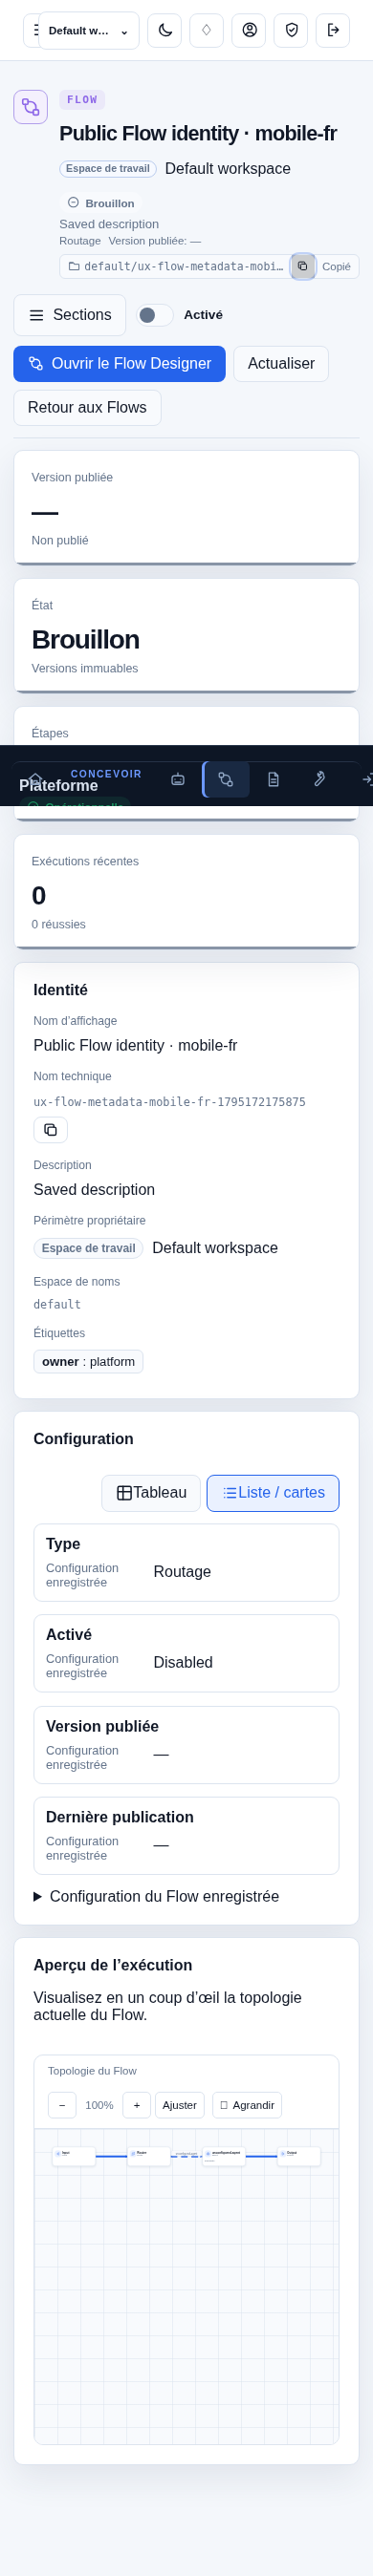 Default w… ⌄
FLOW
Public Flow identity · mobile-fr
Espace de travail Default workspace
Brouillon
Saved description
Routage Version publiée: —
default/ux-flow-metadata-mobi… Copié
Sections Activé
Ouvrir le Flow Designer Actualiser
Retour aux Flows
Version publiée
—
Non publié
État
Brouillon
Versions immuables
Étapes
CONCEVOIR
Plateforme
Opérationnelle
Exécutions récentes
0
0 réussies
Identité
Nom d’affichage
Public Flow identity · mobile-fr
Nom technique
ux-flow-metadata-mobile-fr-1795172175875
Description
Saved description
Périmètre propriétaire
Espace de travail Default workspace
Espace de noms
default
Étiquettes
owner : platform
Configuration
Tableau Liste / cartes
Type
Configuration enregistrée Routage
Activé
Configuration enregistrée Disabled
Version publiée
Configuration enregistrée —
Dernière publication
Configuration enregistrée —
Configuration du Flow enregistrée
Aperçu de l’exécution
Visualisez en un coup d’œil la topologie
actuelle du Flow.
Topologie du Flow
− 100% + Ajuster Agrandir
Input Router Output